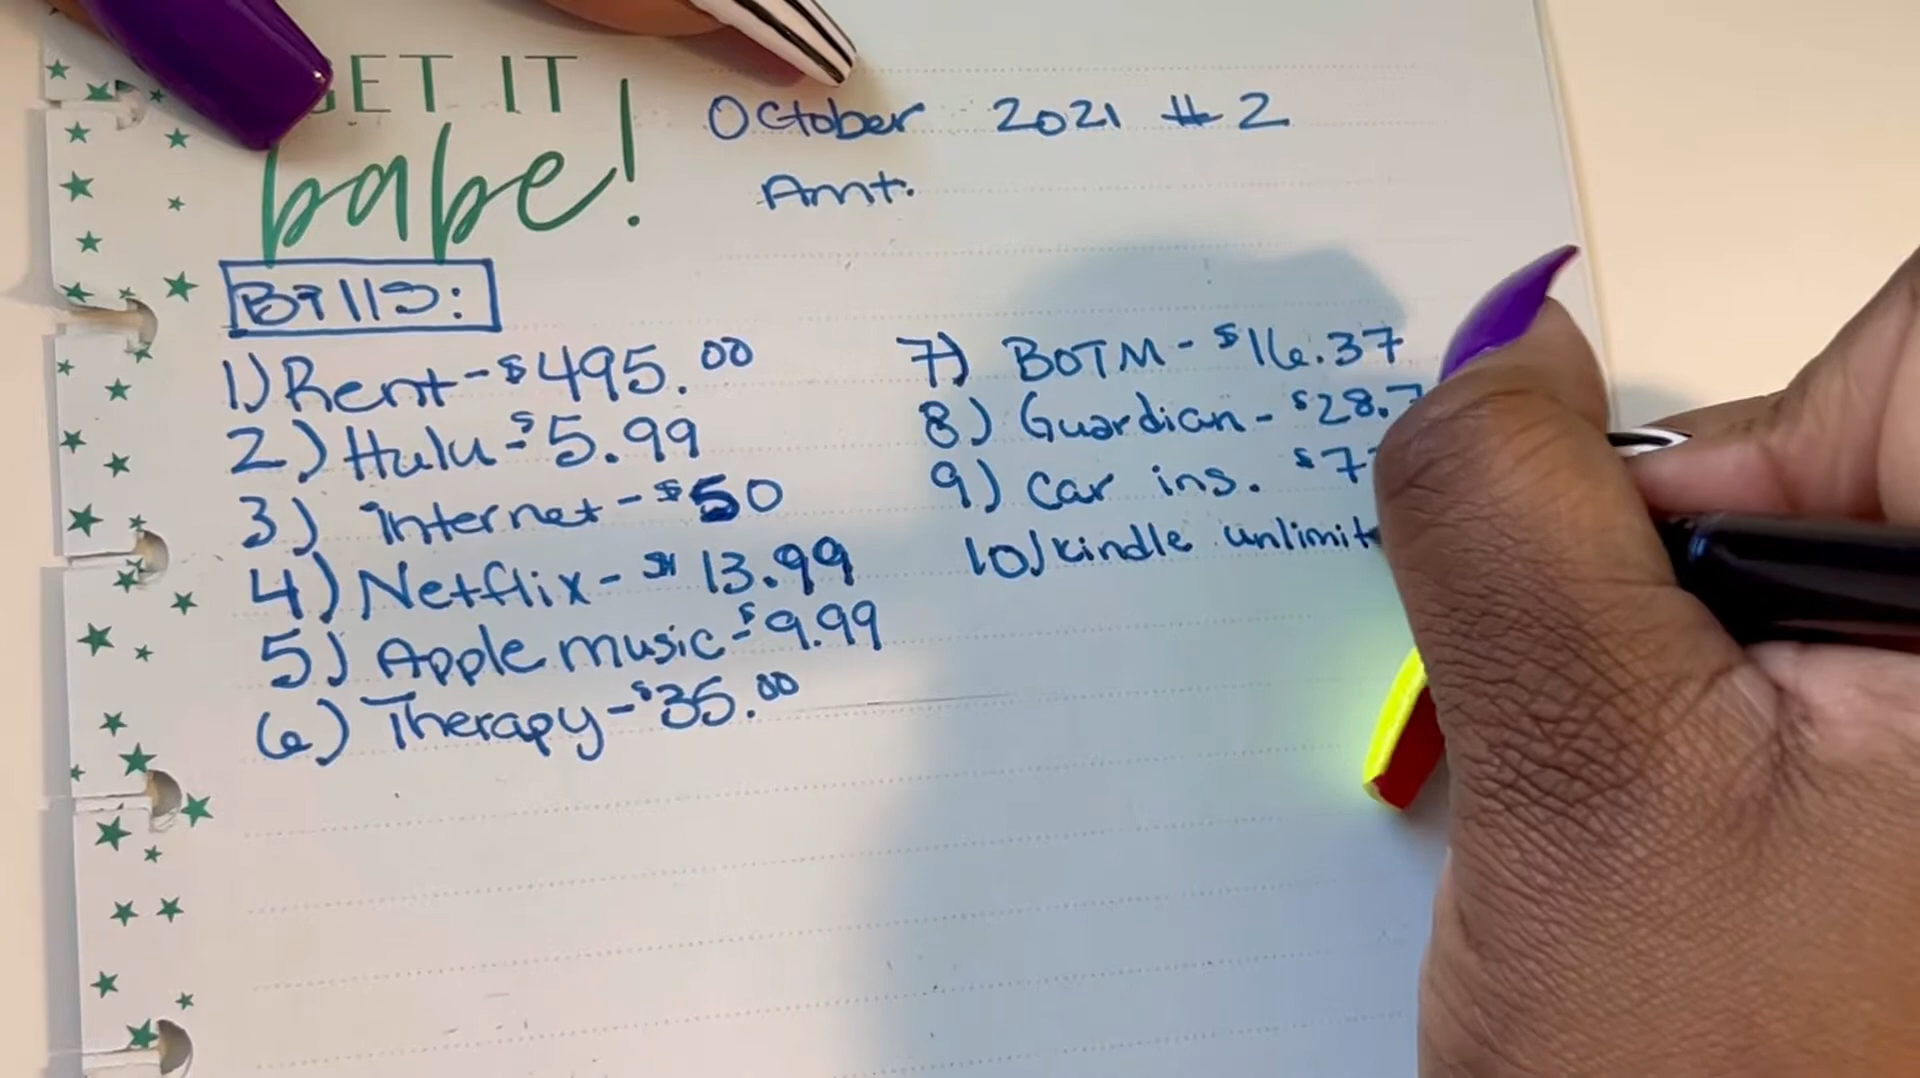 GET IT
babe!
October 2021 #2
Amt.
Bills:
1) Rent - $495.00
2) Hulu - $5.99
3) internet - $50
4) Netflix - $13.99
5) Apple music - $9.99
6) Therapy - $35.00
7) BOTM - $16.37
8) Guardian - $28.7
9) Car ins. $7
10) Kindle unlimit